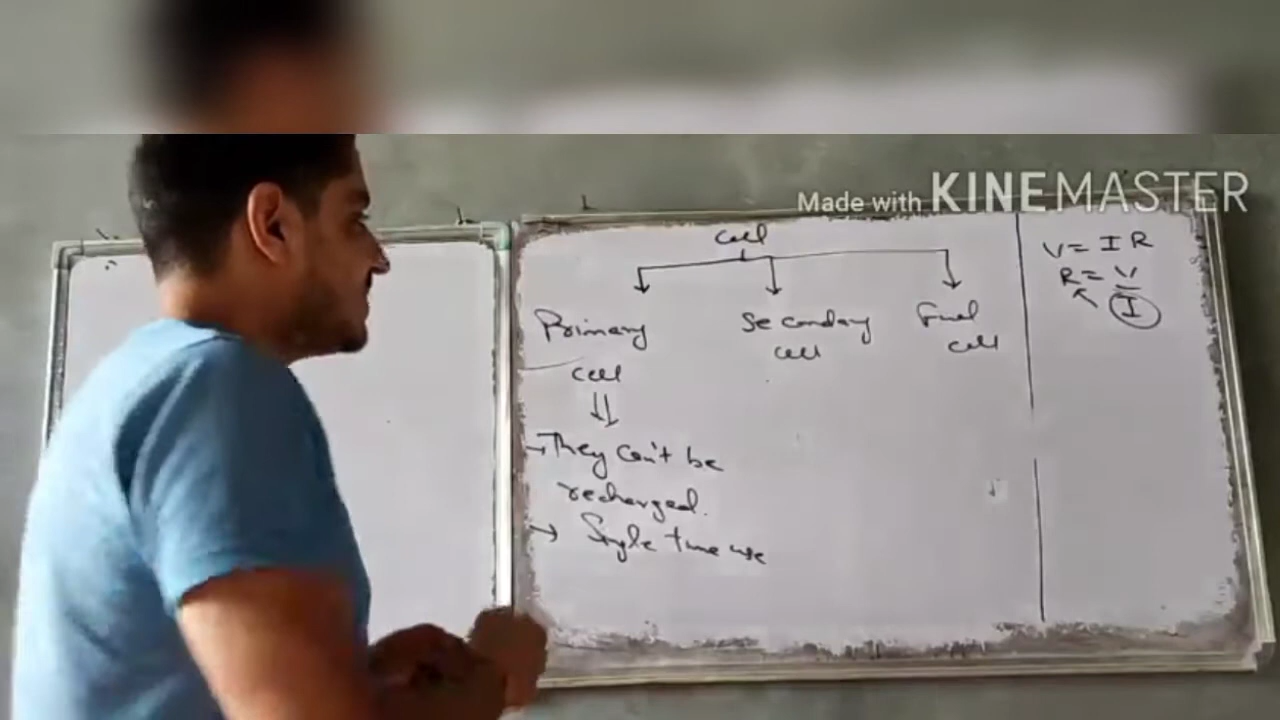 Made with KINEMASTER
Cell
Primary
Cell
Secondary
cell
Fuel
cell
→They can't be
recharged.
→ Single time use
V = I R
R = V
I